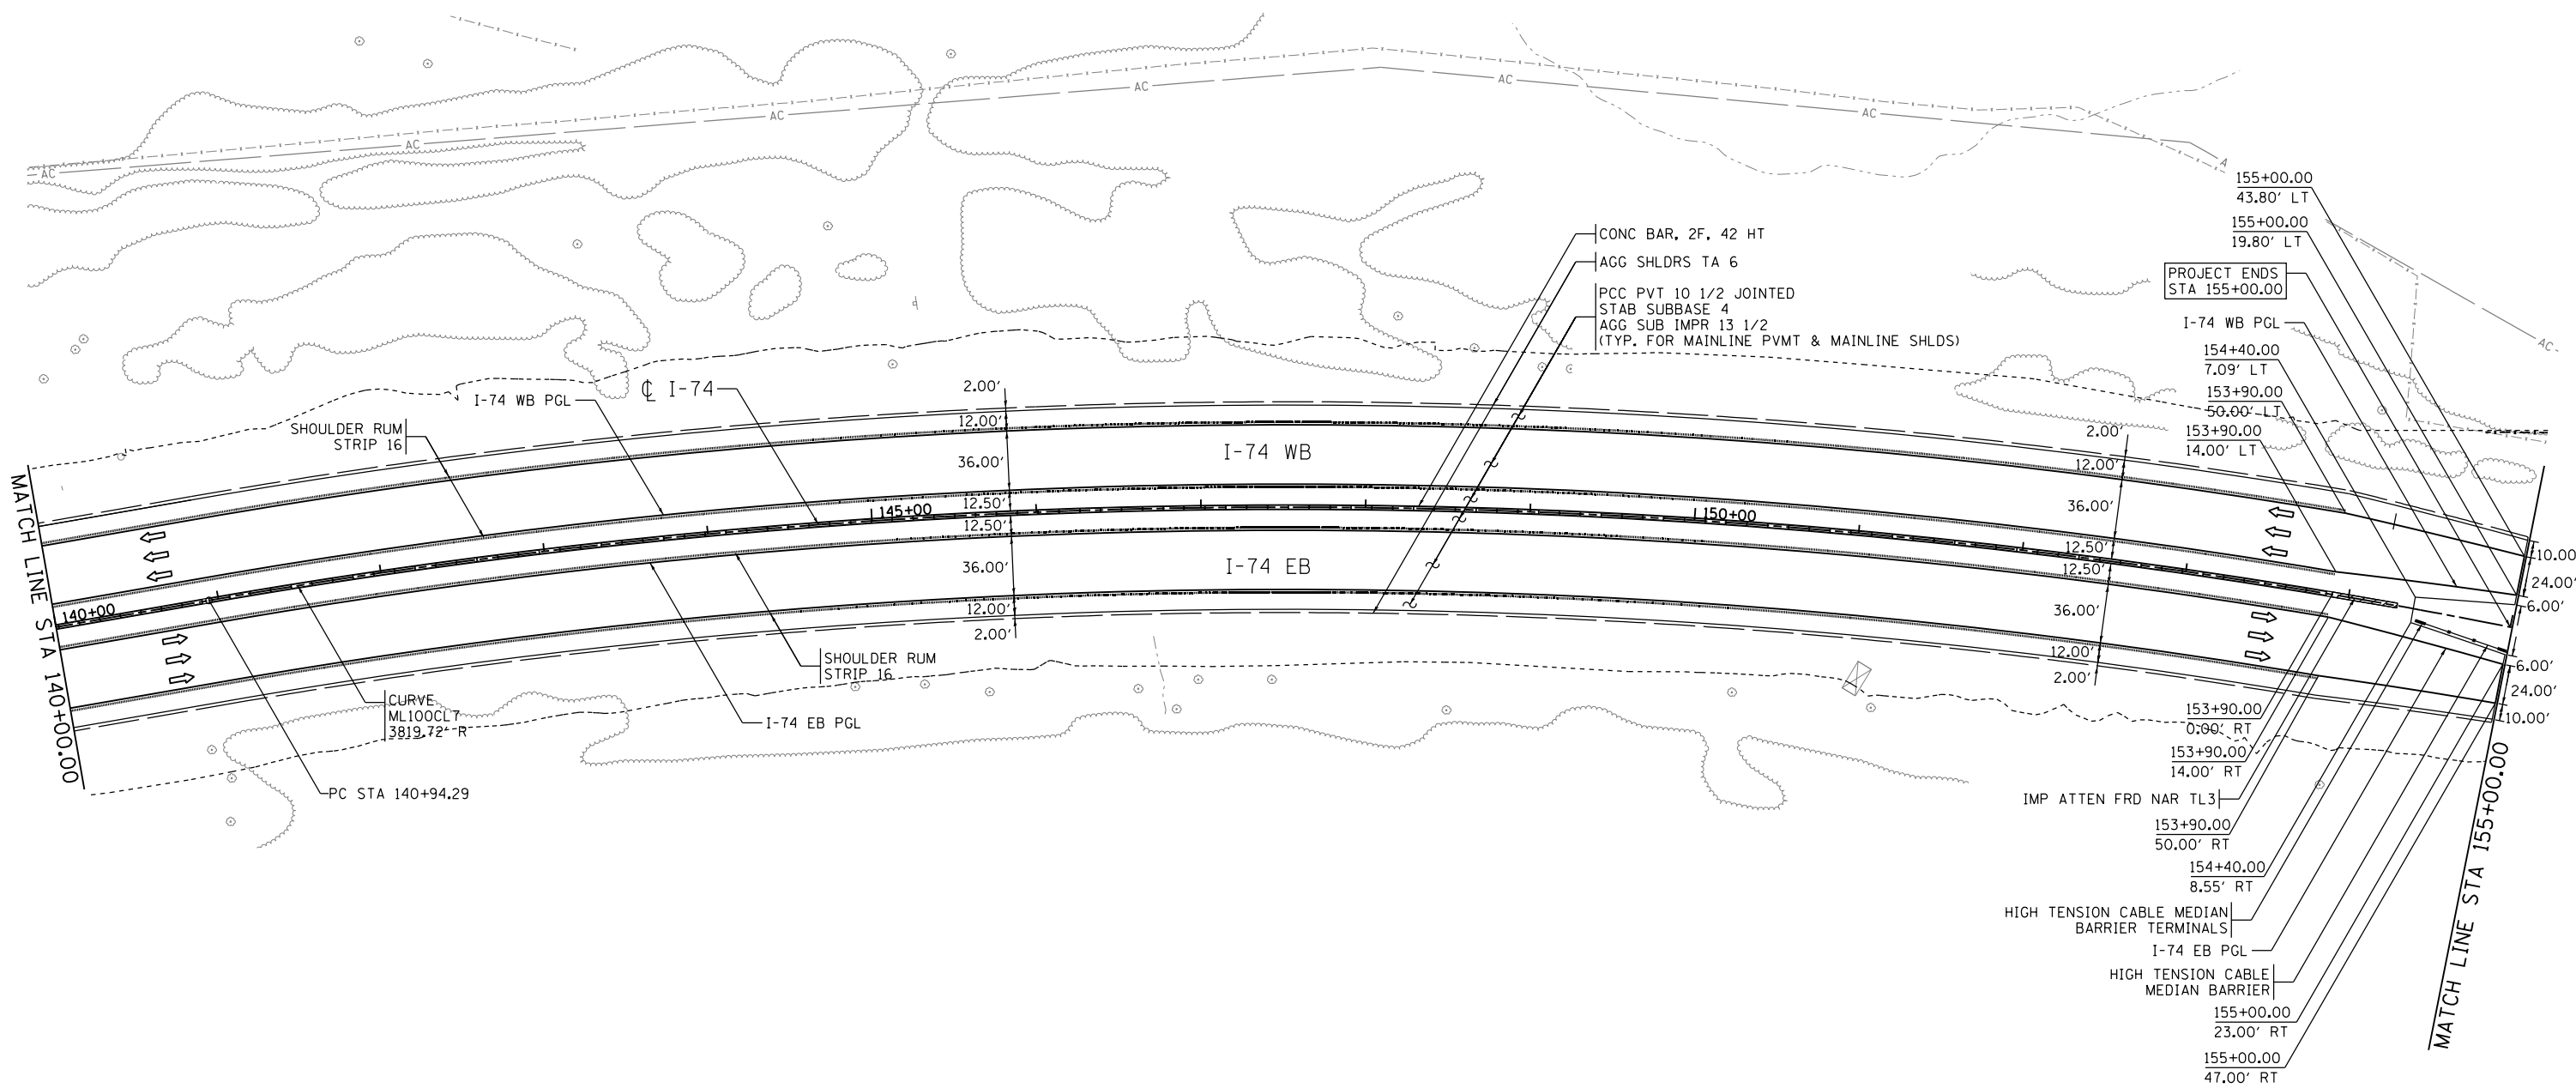 AC
AC
AC
AC
AC
A
AC
155+00.00
43.80' LT
155+00.00
19.80' LT
PROJECT ENDS
STA 155+00.00
I-74 WB PGL
154+40.00
7.09' LT
153+90.00
50.00' LT
153+90.00
14.00' LT
CONC BAR, 2F, 42 HT
AGG SHLDRS TA 6
PCC PVT 10 1/2 JOINTED
STAB SUBBASE 4
AGG SUB IMPR 13 1/2
(TYP. FOR MAINLINE PVMT & MAINLINE SHLDS)
℄ I-74
I-74 WB PGL
SHOULDER RUM
STRIP 16
2.00'
12.00'
36.00'
12.50'
12.50'
36.00'
12.00'
2.00'
I-74 WB
I-74 EB
2.00'
12.00'
36.00'
12.50'
12.50'
36.00'
12.00'
2.00'
MATCH LINE STA 140+00.00
140+00
145+00
150+00
10.00'
24.00'
6.00'
6.00'
24.00'
10.00'
CURVE
ML100CL7
3819.72' R
PC STA 140+94.29
SHOULDER RUM
STRIP 16
I-74 EB PGL
153+90.00
0.00' RT
153+90.00
14.00' RT
IMP ATTEN FRD NAR TL3
153+90.00
50.00' RT
154+40.00
8.55' RT
HIGH TENSION CABLE MEDIAN
BARRIER TERMINALS
I-74 EB PGL
HIGH TENSION CABLE
MEDIAN BARRIER
155+00.00
23.00' RT
155+00.00
47.00' RT
MATCH LINE STA 155+00.00